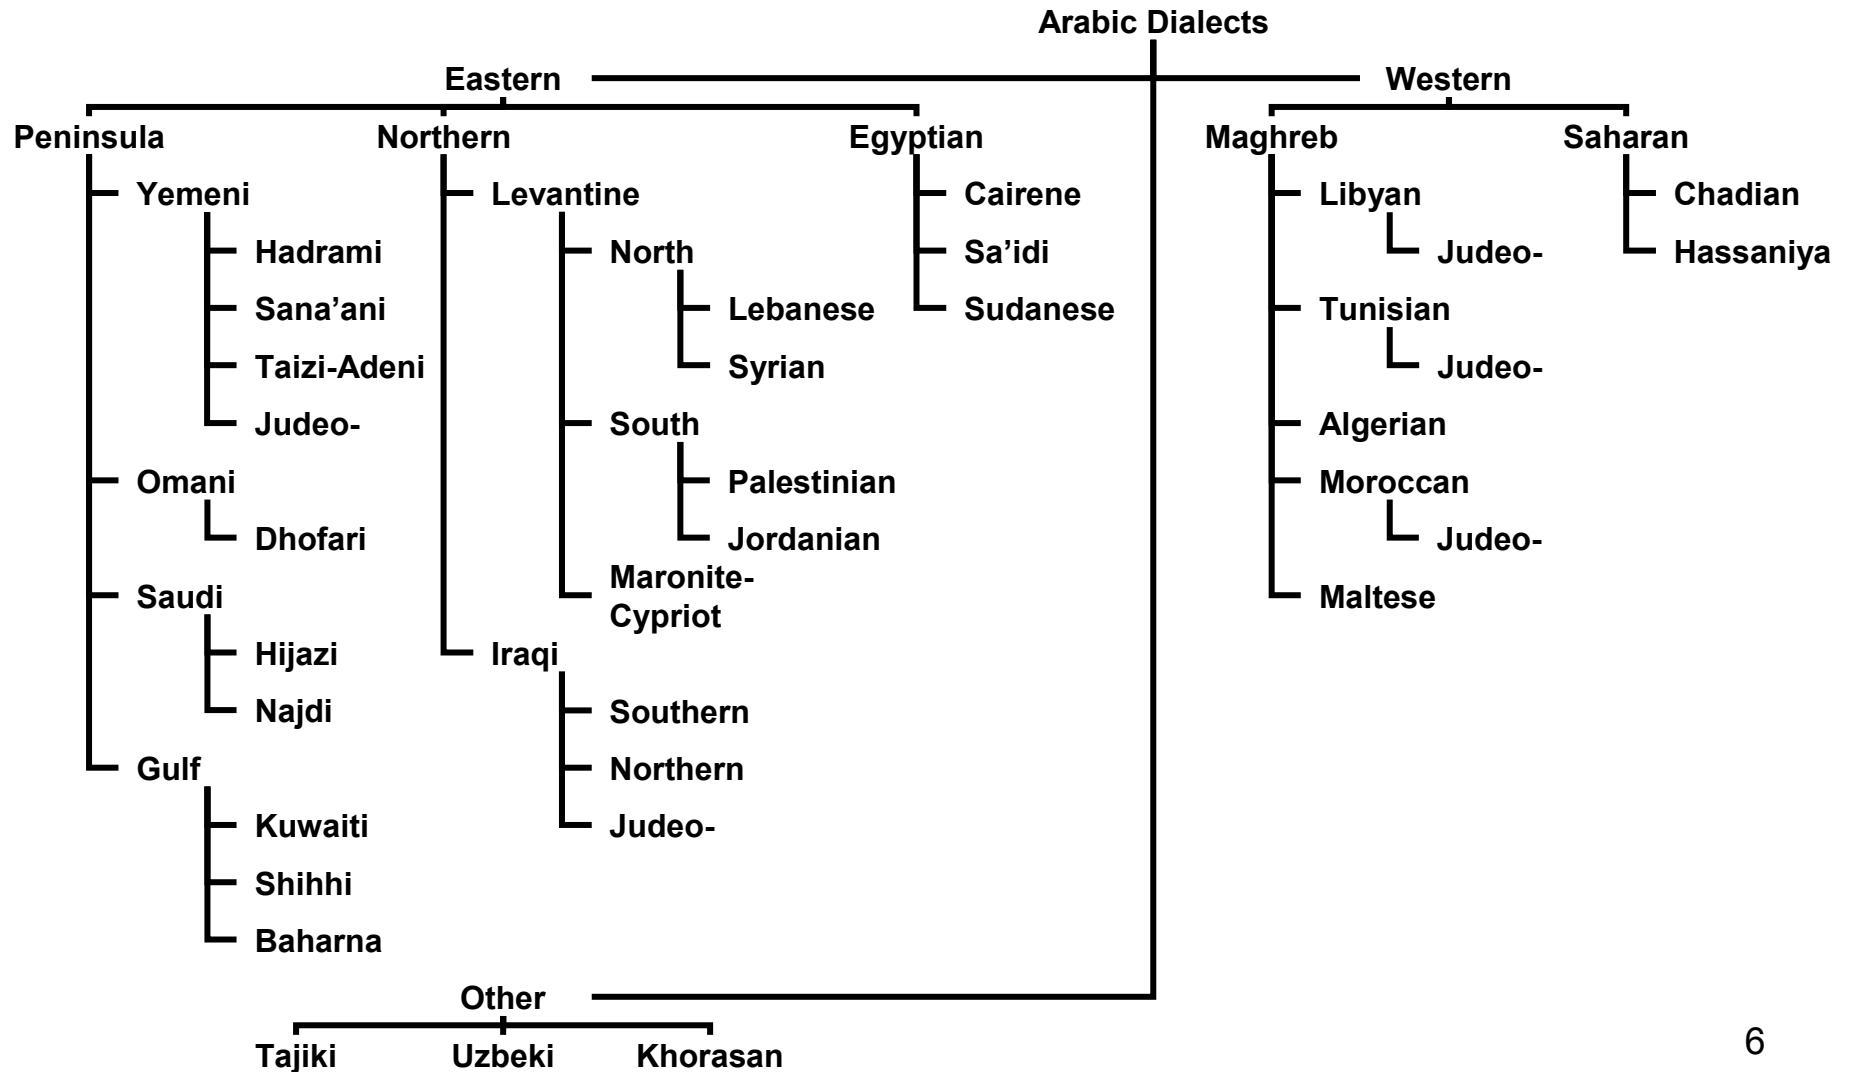 Arabic Dialects
Eastern
Western
Peninsula
Northern
Egyptian
Maghreb
Saharan
Yemeni
Hadrami
Sana’ani
Taizi-Adeni
Judeo-
Omani
Dhofari
Saudi
Hijazi
Najdi
Gulf
Kuwaiti
Shihhi
Baharna
Levantine
North
Lebanese
Syrian
South
Palestinian
Jordanian
Maronite-
Cypriot
Iraqi
Southern
Northern
Judeo-
Cairene
Sa’idi
Sudanese
Libyan
Judeo-
Tunisian
Judeo-
Algerian
Moroccan
Judeo-
Maltese
Chadian
Hassaniya
Other
Tajiki
Uzbeki
Khorasan
6